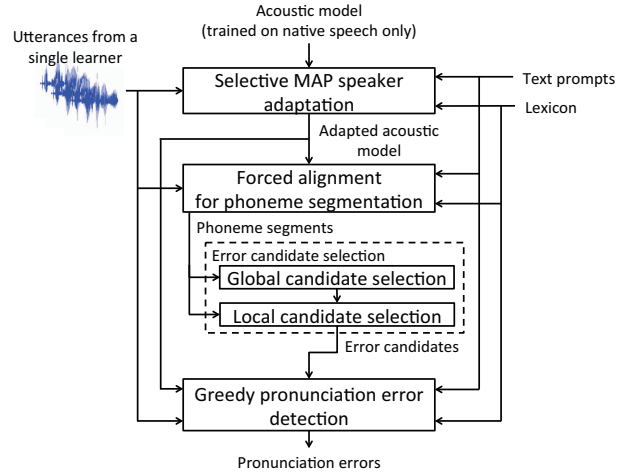 Acoustic model
(trained on native speech only)
Utterances from a
single learner
Selective MAP speaker
adaptation
Text prompts
Lexicon
Adapted acoustic
model
Forced alignment
for phoneme segmentation
Phoneme segments
Error candidate selection
Global candidate selection
Local candidate selection
Error candidates
Greedy pronunciation error
detection
Pronunciation errors